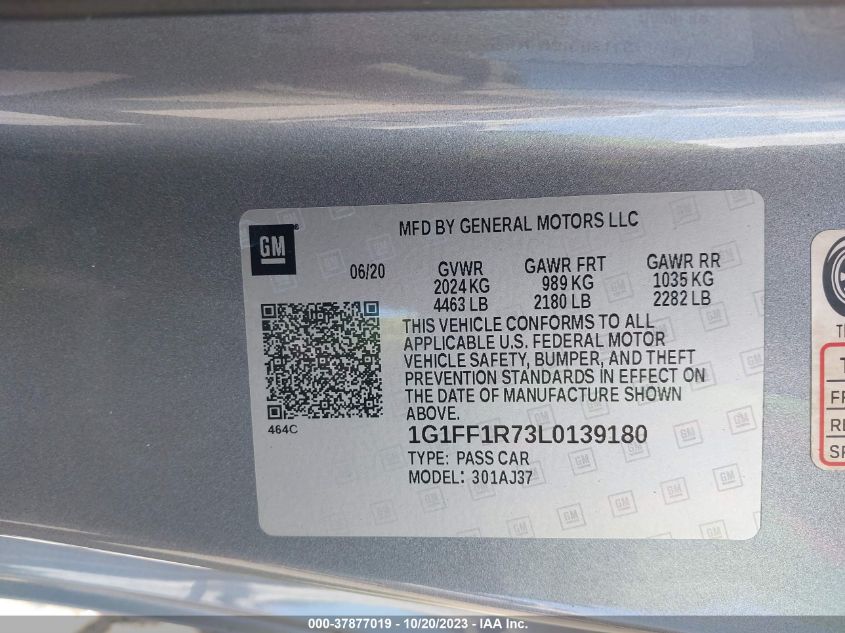 MFD BY GENERAL MOTORS LLC
GM
06/20
GVWR GAWR FRT GAWR RR
2024 KG 989 KG 1035 KG
4463 LB 2180 LB 2282 LB
THIS VEHICLE CONFORMS TO ALL
APPLICABLE U.S. FEDERAL MOTOR
VEHICLE SAFETY, BUMPER, AND THEFT
PREVENTION STANDARDS IN EFFECT ON
THE DATE OF MANUFACTURE SHOWN
ABOVE.
464C
1G1FF1R73L0139180
TYPE: PASS CAR
MODEL: 301AJ37
000-37877019 - 10/20/2023 - IAA Inc.